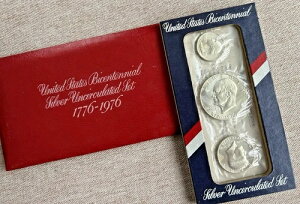 United States Bicentennial
Silver Uncirculated Set
1776-1976
United States Bicentennial
Silver Uncirculated Set